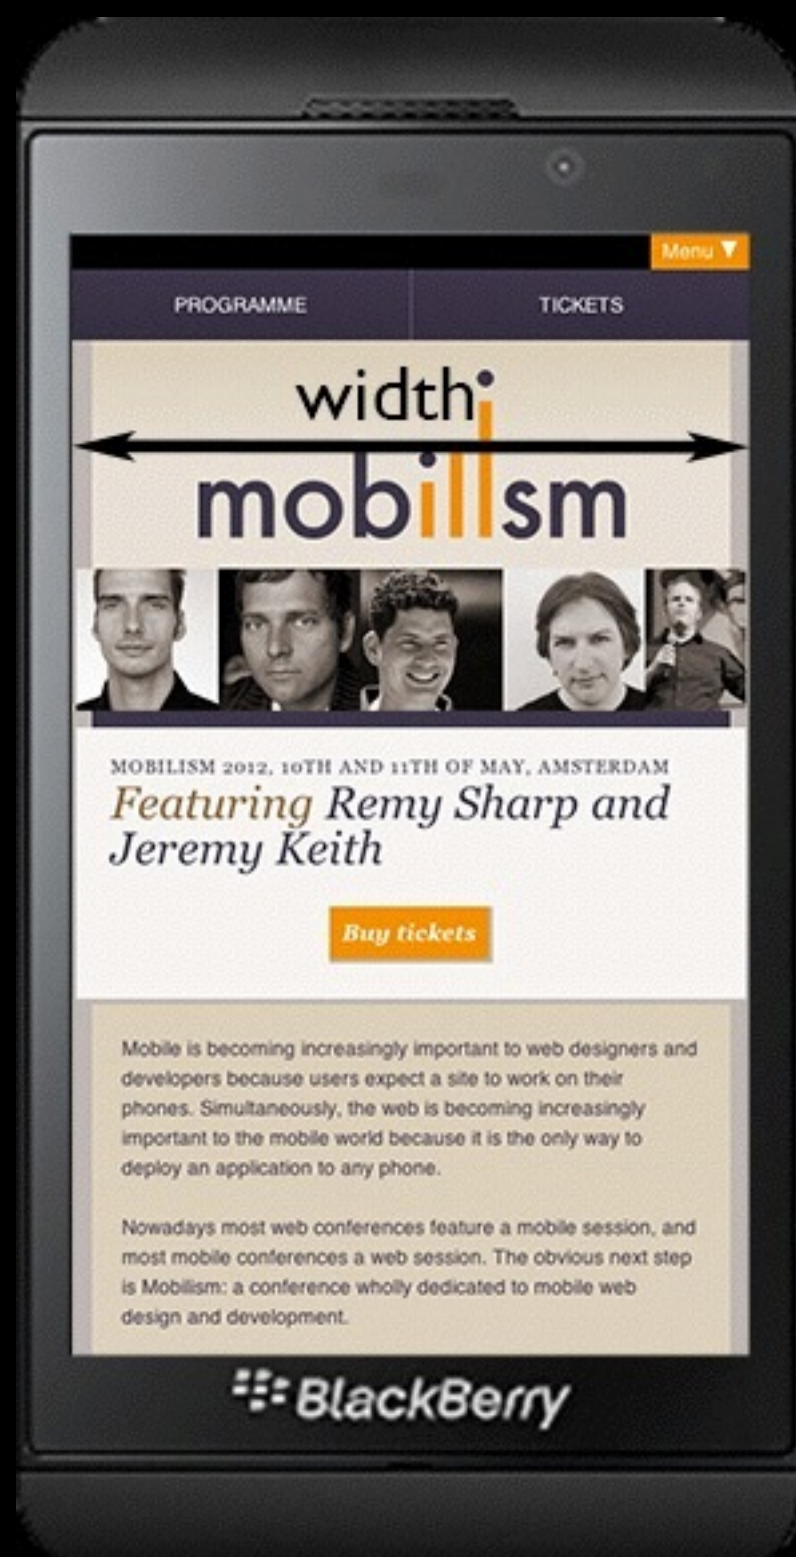 Menu ▼
PROGRAMME TICKETS
width
mobilism
MOBILISM 2012, 10TH AND 11TH OF MAY, AMSTERDAM
Featuring Remy Sharp and
Jeremy Keith
Buy tickets
Mobile is becoming increasingly important to web designers and
developers because users expect a site to work on their
phones. Simultaneously, the web is becoming increasingly
important to the mobile world because it is the only way to
deploy an application to any phone.
Nowadays most web conferences feature a mobile session, and
most mobile conferences a web session. The obvious next step
is Mobilism: a conference wholly dedicated to mobile web
design and development.
BlackBerry